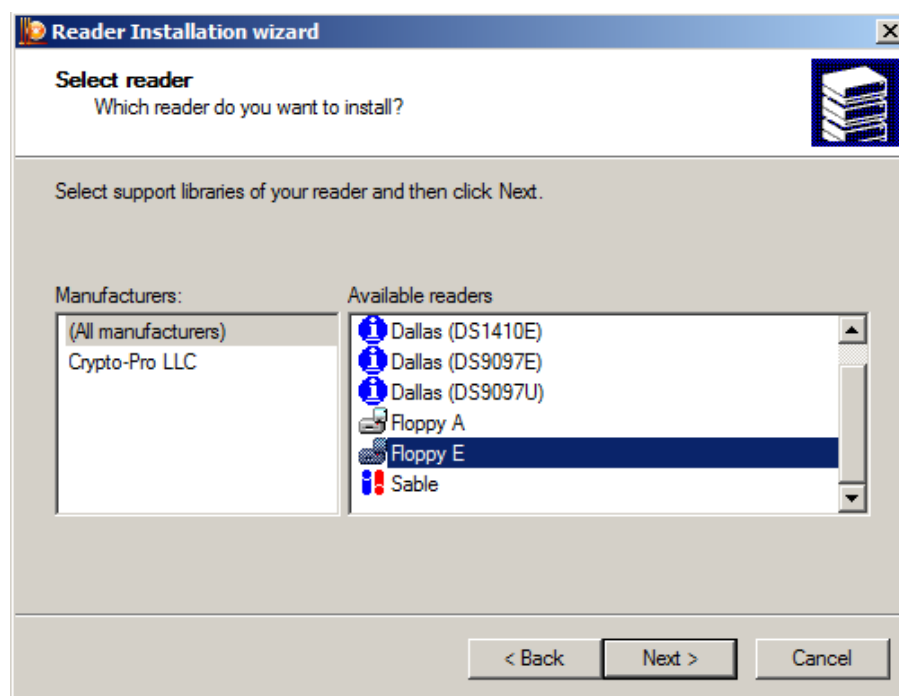 Reader Installation wizard
Select reader
Which reader do you want to install?
Select support libraries of your reader and then click Next.
Manufacturers:
(All manufacturers)
Crypto-Pro LLC
Available readers
Dallas (DS1410E)
Dallas (DS9097E)
Dallas (DS9097U)
Floppy A
Floppy E
Sable
< Back
Next >
Cancel